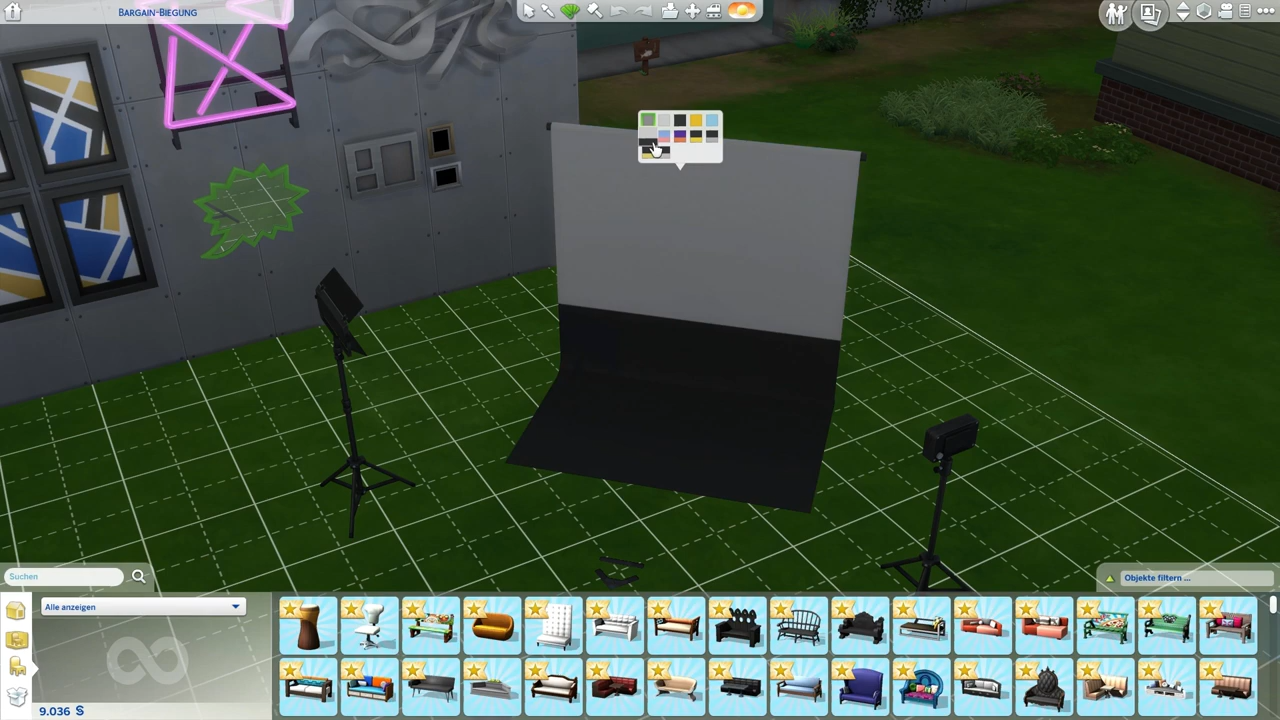 BARGAIN-BIEGUNG
Suchen
Objekte filtern ...
Alle anzeigen
9.036 $